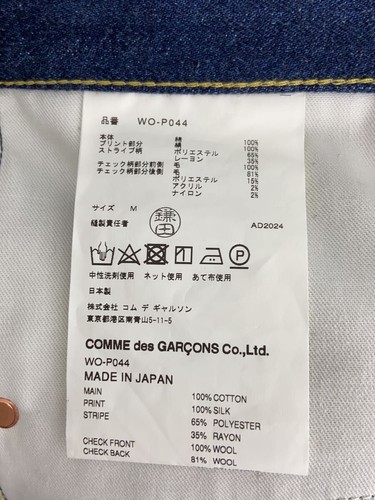 品番 WO-P044
本体 綿 100%
プリント部分 絹 100%
ストライプ柄 ポリエステル 65%
レーヨン 35%
チェック柄部分前側 毛 100%
チェック柄部分後側 毛 81%
ポリエステル 15%
アクリル 2%
ナイロン 2%
サイズ M
鎌田
縫製責任者 AD2024
P
中性洗剤使用 ネット使用 あて布使用
日本製
株式会社 コム デ ギャルソン
東京都港区南青山5-11-5
COMME des GARÇONS Co.,Ltd.
WO-P044
MADE IN JAPAN
MAIN 100% COTTON
PRINT 100% SILK
STRIPE 65% POLYESTER
35% RAYON
CHECK FRONT 100% WOOL
CHECK BACK 81% WOOL